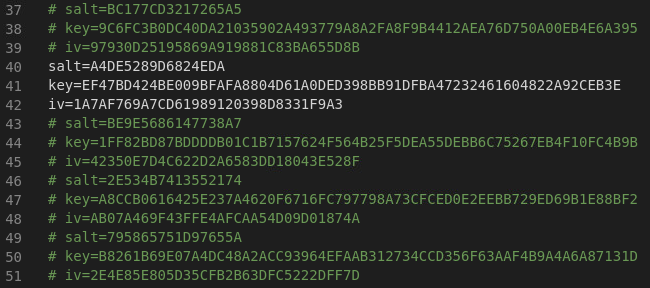 37 # salt=BC177CD3217265A5
38 # key=9C6FC3B0DC40DA21035902A493779A8A2FA8F9B4412AEA76D750A00EB4E6A395
39 # iv=97930D25195869A919881C83BA655D8B
40 salt=A4DE5289D6824EDA
41 key=EF47BD424BE009BFAFA8804D61A0DED398BB91DFBA47232461604822A92CEB3E
42 iv=1A7AF769A7CD61989120398D8331F9A3
43 # salt=BE9E5686147738A7
44 # key=1FF82BD87BDDDDB01C1B7157624F564B25F5DEA55DEBB6C75267EB4F10FC4B9B
45 # iv=42350E7D4C622D2A6583DD18043E528F
46 # salt=2E534B7413552174
47 # key=A8CCB0616425E237A4620F6716FC797798A73CFCED0E2EEBB729ED69B1E88BF2
48 # iv=AB07A469F43FFE4AFCAA54D09D01874A
49 # salt=795865751D97655A
50 # key=B8261B69E07A4DC48A2ACC93964EFAAB312734CCD356F63AAF4B9A4A6A87131D
51 # iv=2E4E85E805D35CFB2B63DFC5222DFF7D